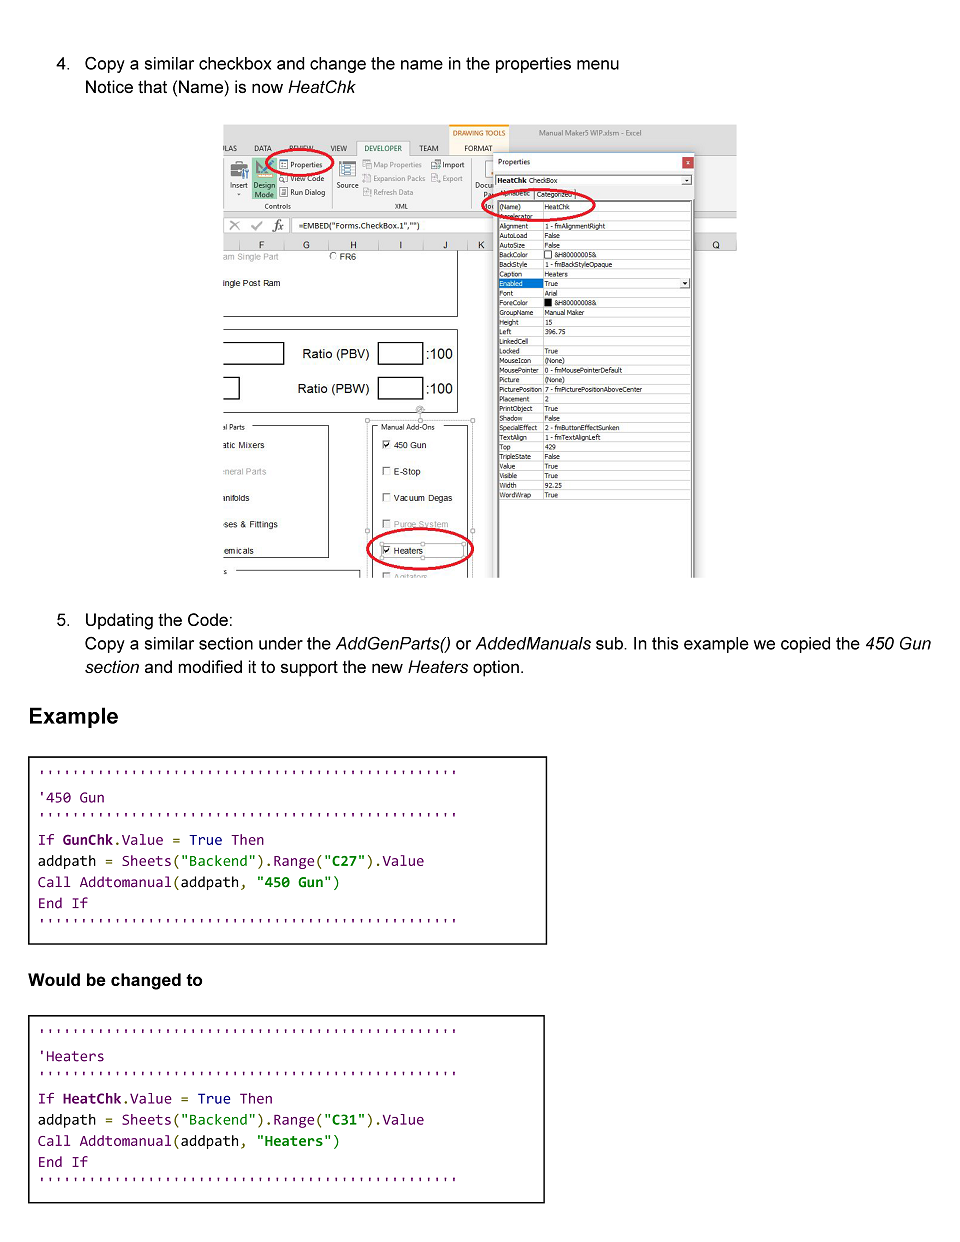 4. Copy a similar checkbox and change the name in the properties menu
Notice that (Name) is now HeatChk
DRAWING TOOLS Manual Maker5 WIP.xlsm - Excel
ULAS DATA REVIEW VIEW DEVELOPER TEAM FORMAT
Insert Design Mode Properties View Code Run Dialog
Controls
Source Map Properties Expansion Packs Refresh Data Import Export
XML
=EMBED("Forms.CheckBox.1","")
F G H I J K Q
am Single Part FR6
ingle Post Ram
Ratio (PBV) :100
Ratio (PBW) :100
al Parts
atic Mixers
neral Parts
anifolds
ses & Fittings
emicals
s
Manual Add-Ons
450 Gun
E-Stop
Vacuum Degas
Purge System
Heaters
Agitators
Properties
HeatChk CheckBox
Alphabetic Categorized
(Name) HeatChk
Accelerator
Alignment 1 - fmAlignmentRight
AutoLoad False
AutoSize False
BackColor &H80000005&
BackStyle 1 - fmBackStyleOpaque
Caption Heaters
Enabled True
Font Arial
ForeColor &H80000008&
GroupName Manual Maker
Height 15
Left 396.75
LinkedCell
Locked True
MouseIcon (None)
MousePointer 0 - fmMousePointerDefault
Picture (None)
PicturePosition 7 - fmPicturePositionAboveCenter
Placement 2
PrintObject True
Shadow False
SpecialEffect 2 - fmButtonEffectSunken
TextAlign 1 - fmTextAlignLeft
Top 429
TripleState False
Value True
Visible True
Width 92.25
WordWrap True
5. Updating the Code:
Copy a similar section under the AddGenParts() or AddedManuals sub. In this example we copied the 450 Gun
section and modified it to support the new Heaters option.
Example
''''''''''''''''''''''''''''''''''''''''''''''''''
'450 Gun
''''''''''''''''''''''''''''''''''''''''''''''''''
If GunChk.Value = True Then
addpath = Sheets("Backend").Range("C27").Value
Call Addtomanual(addpath, "450 Gun")
End If
''''''''''''''''''''''''''''''''''''''''''''''''''
Would be changed to
''''''''''''''''''''''''''''''''''''''''''''''''''
'Heaters
''''''''''''''''''''''''''''''''''''''''''''''''''
If HeatChk.Value = True Then
addpath = Sheets("Backend").Range("C31").Value
Call Addtomanual(addpath, "Heaters")
End If
''''''''''''''''''''''''''''''''''''''''''''''''''